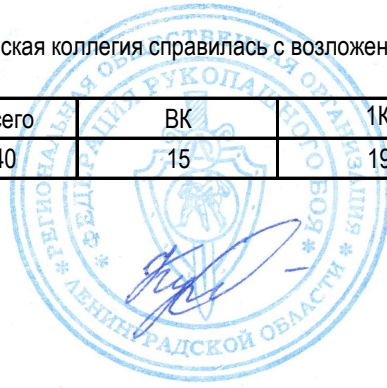 ская коллегия справилась с возложен
сего ВК 1К
40 15 19
РЕГИОНАЛЬНАЯ ОБЩЕСТВЕННАЯ ОРГАНИЗАЦИЯ
* ЛЕНИНГРАДСКОЙ ОБЛАСТИ *
* ФЕДЕРАЦИЯ РУКОПАШНОГО БОЯ *